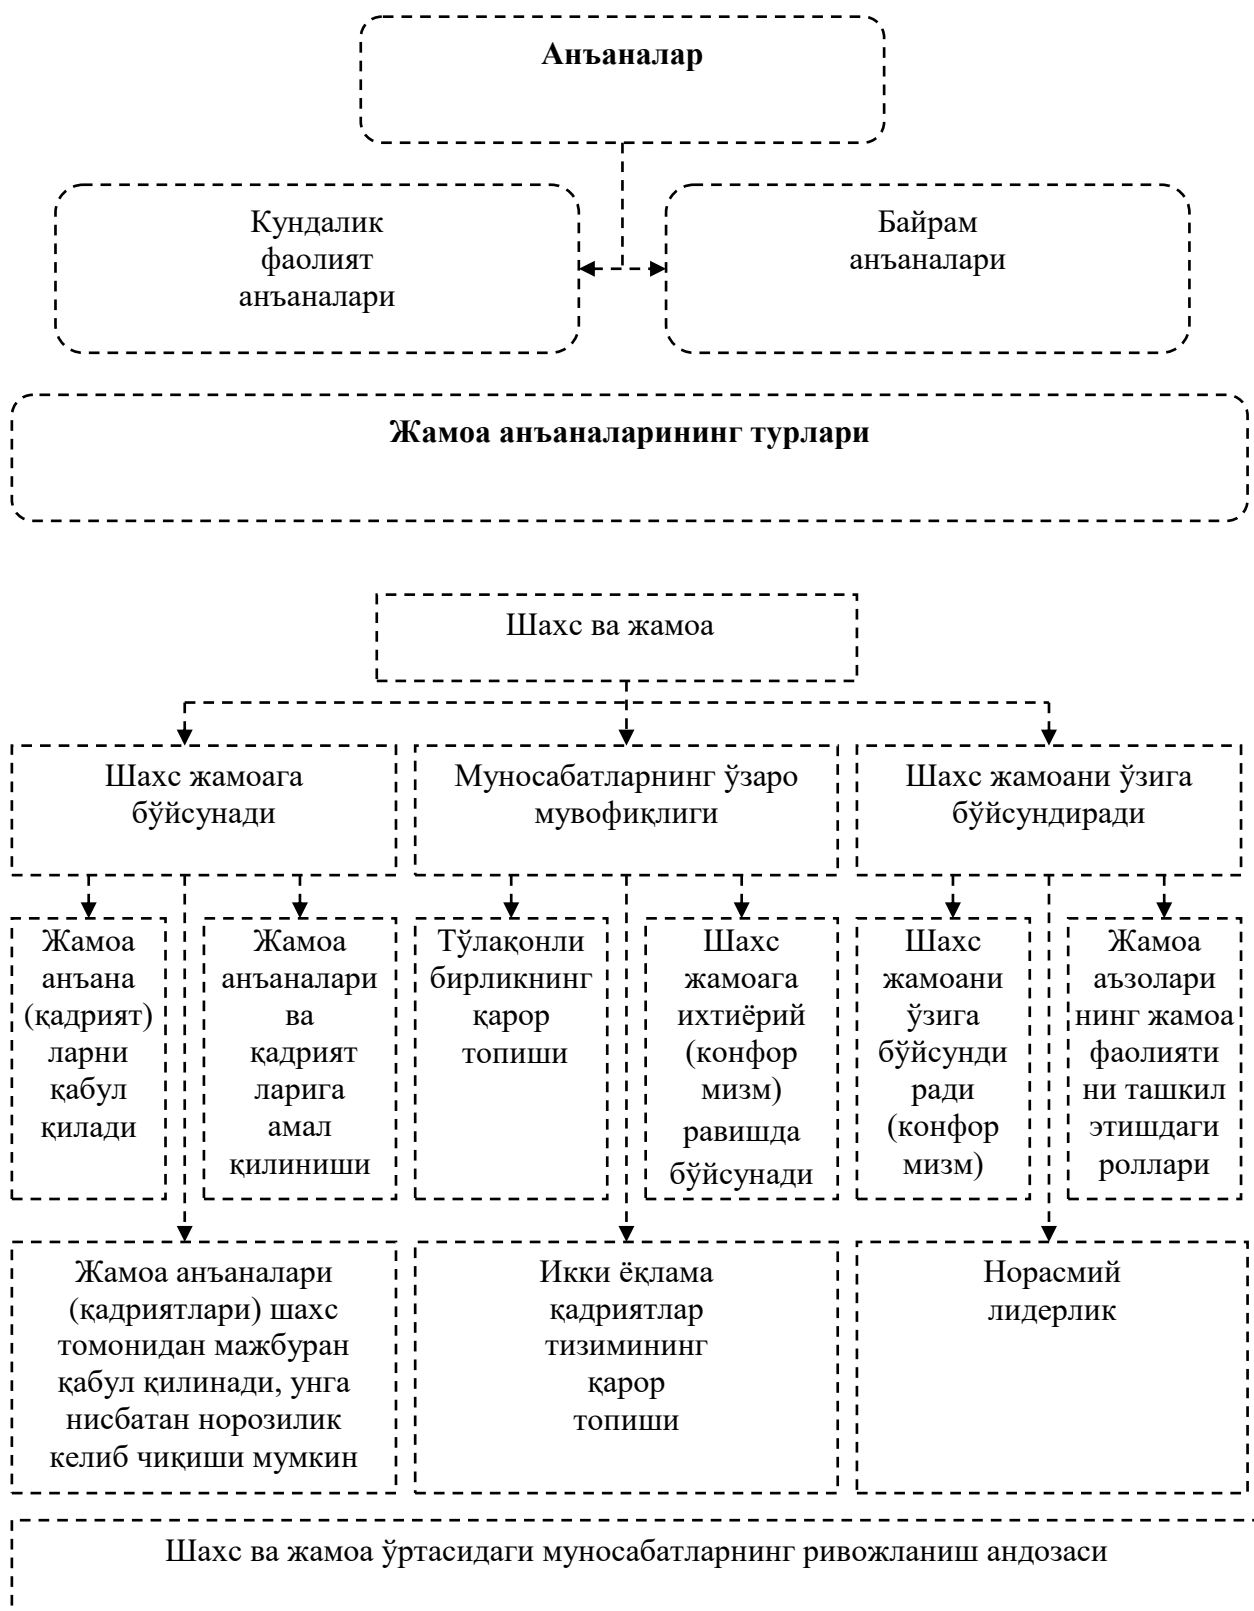 Анъаналар
Кундалик
фаолият
анъаналари
Байрам
анъаналари
Жамоа анъаналарининг турлари
Шахс ва жамоа
Шахс жамоага
бўйсунади
Муносабатларнинг ўзаро
мувофиқлиги
Шахс жамоани ўзига
бўйсундиради
Жамоа
анъана
(қадрият)
ларни
қабул
қилади
Жамоа
анъаналари
ва
қадрият
ларига
амал
қилиниши
Тўлақонли
бирликнинг
қарор
топиши
Шахс
жамоага
ихтиёрий
(конфор
мизм)
равишда
бўйсунади
Шахс
жамоани
ўзига
бўйсунди
ради
(конфор
мизм)
Жамоа
аъзолари
нинг жамоа
фаолияти
ни ташкил
этишдаги
роллари
Жамоа анъаналари
(қадриятлари) шахс
томонидан мажбуран
қабул қилинади, унга
нисбатан норозилик
келиб чиқиши мумкин
Икки ёқлама
қадриятлар
тизимининг
қарор
топиши
Норасмий
лидерлик
Шахс ва жамоа ўртасидаги муносабатларнинг ривожланиш андозаси